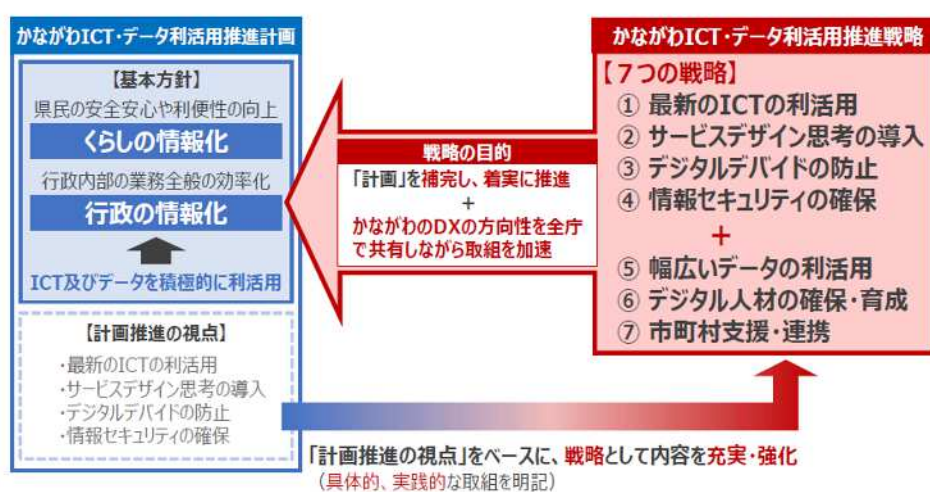 かながわICT・データ利活用推進計画
【基本方針】
県民の安全安心や利便性の向上
くらしの情報化
行政内部の業務全般の効率化
行政の情報化
ICT及びデータを積極的に利活用
【計画推進の視点】
・最新のICTの利活用
・サービスデザイン思考の導入
・デジタルデバイドの防止
・情報セキュリティの確保
戦略の目的
「計画」を補完し、着実に推進
+
かながわのDXの方向性を全庁
で共有しながら取組を加速
かながわICT・データ利活用推進戦略
【7つの戦略】
① 最新のICTの利活用
② サービスデザイン思考の導入
③ デジタルデバイドの防止
④ 情報セキュリティの確保
+
⑤ 幅広いデータの利活用
⑥ デジタル人材の確保・育成
⑦ 市町村支援・連携
「計画推進の視点」をベースに、戦略として内容を充実・強化
（具体的、実践的な取組を明記）